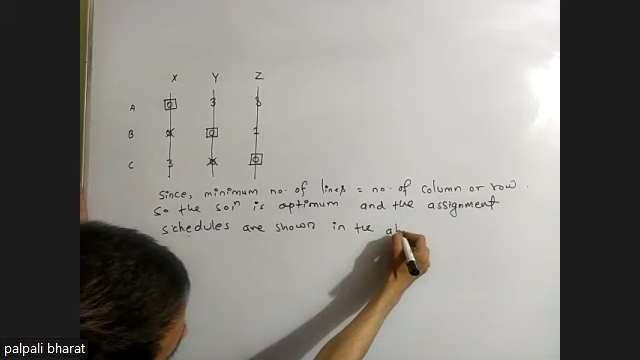 X Y Z
A 0 3 3
B 0 0 1
C 3 0 0
Since, minimum no. of lines = no. of column or row.
So the soln is optimum and the assignment
schedules are shown in the ab
palpali bharat